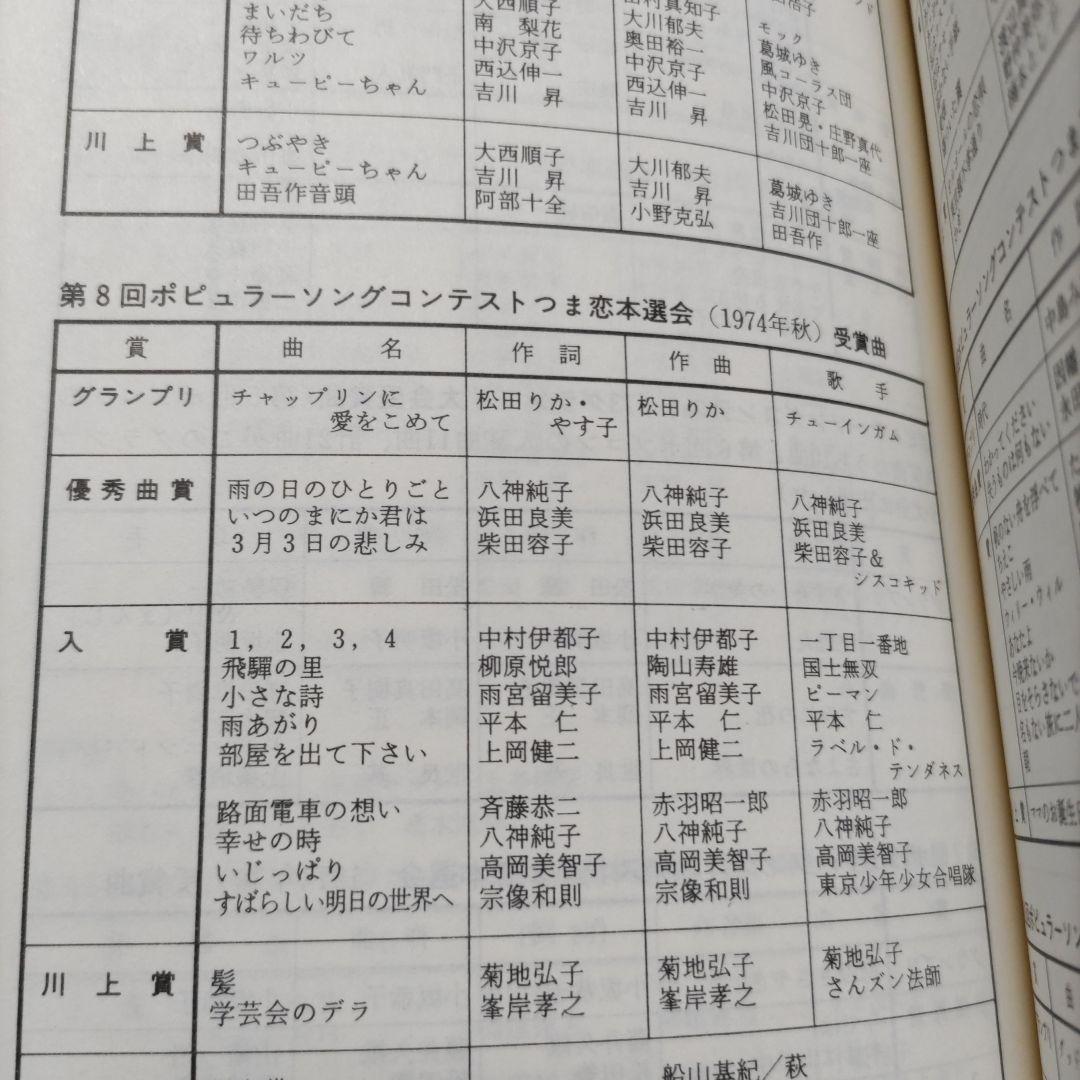 まいだち 大西順子 村真知子
待ちわびて 南 梨花 大川郁夫 モック
ワルツ 中沢京子 奥田裕一 葛城ゆき
キューピーちゃん 西込伸一 中沢京子 風コーラス団
吉川 昇 西込伸一 中沢京子
吉川 昇 松田晃・庄野真代
吉川団十郎一座
川上賞 つぶやき 大西順子 大川郁夫 葛城ゆき
キューピーちゃん 吉川 昇 吉川 昇 吉川団十郎一座
田吾作音頭 阿部十全 小野克弘 田吾作
第8回ポピュラーソングコンテストつま恋本選会（1974年秋）受賞曲
賞 曲 名 作 詞 作 曲 歌 手
グランプリ チャップリンに 松田りか・ 松田りか チューインガム
愛をこめて やす子
優秀曲賞 雨の日のひとりごと 八神純子 八神純子 八神純子
いつのまにか君は 浜田良美 浜田良美 浜田良美
3月3日の悲しみ 柴田容子 柴田容子 柴田容子&
シスコキッド
入 賞 1，2，3，4 中村伊都子 中村伊都子 一丁目一番地
飛驒の里 柳原悦郎 陶山寿雄 国士無双
小さな詩 雨宮留美子 雨宮留美子 ピーマン
雨あがり 平本 仁 平本 仁 平本 仁
部屋を出て下さい 上岡健二 上岡健二 ラベル・ド・
テンダネス
路面電車の想い 斉藤恭二 赤羽昭一郎 赤羽昭一郎
幸せの時 八神純子 八神純子 八神純子
いじっぱり 高岡美智子 高岡美智子 高岡美智子
すばらしい明日の世界へ 宗像和則 宗像和則 東京少年少女合唱隊
川上賞 髪 菊地弘子 菊地弘子 菊地弘子
学芸会のデラ 峯岸孝之 峯岸孝之 さんズン法師
船山基紀／萩